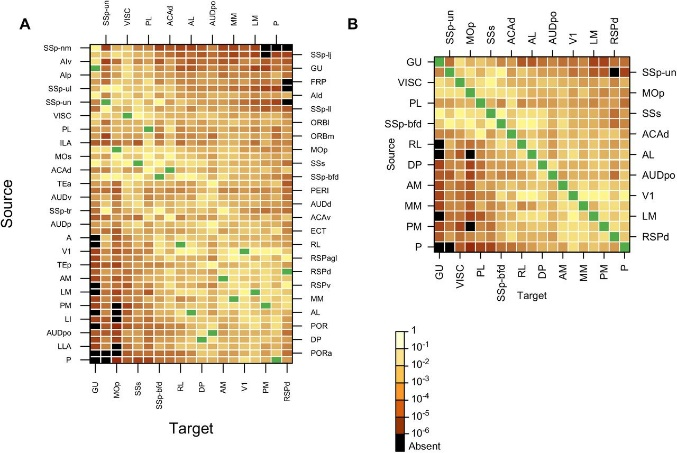 A
SSp-un VISC PL ACAd AL AUDpo MM LM P
SSp-nm
SSp-lj
AIv
GU
AIp
FRP
SSp-ul
AId
SSp-un
SSp-ll
VISC
ORBl
PL
ORBm
ILA
MOp
MOs
SSs
ACAd
SSp-bfd
TEa
PERI
AUDv
AUDd
SSp-tr
ACAv
AUDp
ECT
A
RL
V1
RSPagl
TEp
RSPd
AM
RSPv
LM
MM
PM
AL
LI
POR
AUDpo
DP
LLA
PORa
P
GU MOp SSs SSp-bfd RL DP AM V1 PM RSPd
Source
Target
B
SSp-un MOp SSs ACAd AL AUDpo V1 LM RSPd
GU
SSp-un
VISC
MOp
PL
SSs
SSp-bfd
ACAd
RL
AL
DP
AUDpo
AM
V1
MM
LM
PM
RSPd
P
GU VISC PL SSp-bfd RL DP AM MM PM P
Source
Target
1
10-1
10-2
10-3
10-4
10-5
10-6
Absent